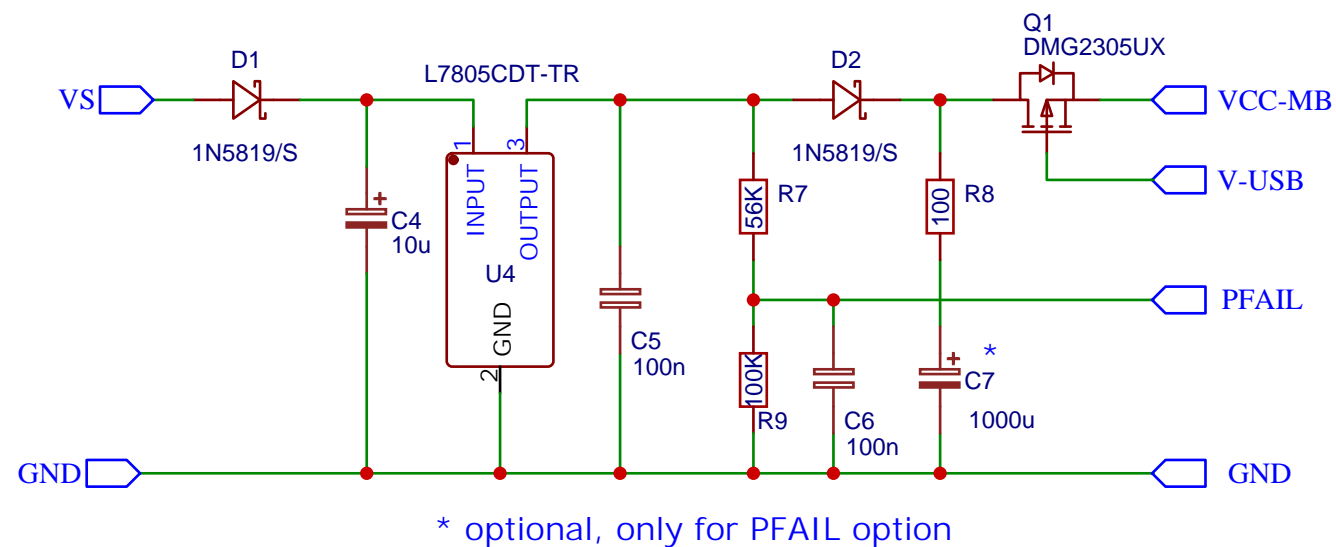 Q1
DMG2305UX
D1
L7805CDT-TR
D2
VS
VCC-MB
1N5819/S
1
3
1N5819/S
V-USB
INPUT
OUTPUT
56K
R7
100
R8
+
C4
10u
U4
PFAIL
GND
C5
100n
*
+
C7
1000u
100K
R9
C6
100n
2
GND
GND
* optional, only for PFAIL option